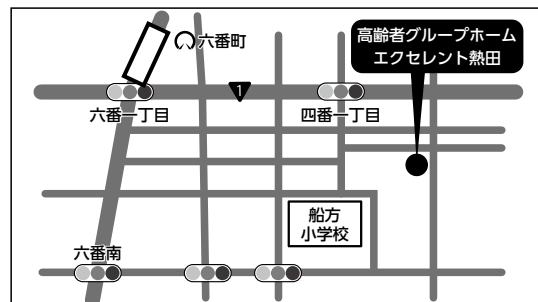 高齢者グループホーム
エクセレント熱田
六番町
1
六番一丁目
四番一丁目
船方
小学校
六番南